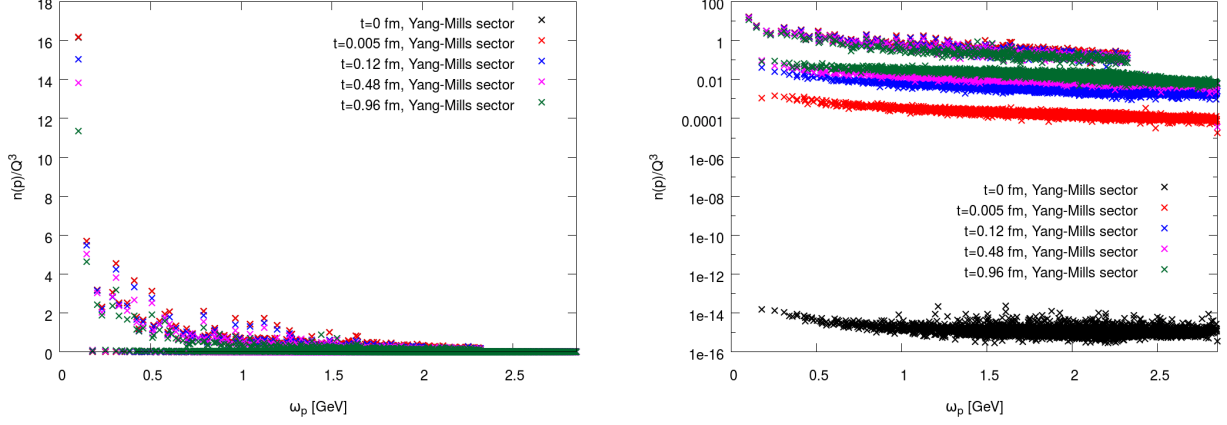 18
16
14
12
10
8
6
4
2
0
n(p)/Q³
t=0 fm, Yang-Mills sector
t=0.005 fm, Yang-Mills sector
t=0.12 fm, Yang-Mills sector
t=0.48 fm, Yang-Mills sector
t=0.96 fm, Yang-Mills sector
0 0.5 1 1.5 2 2.5
ωp [GeV]
100
1
0.01
0.0001
1e-06
1e-08
1e-10
1e-12
1e-14
1e-16
n(p)/Q³
t=0 fm, Yang-Mills sector
t=0.005 fm, Yang-Mills sector
t=0.12 fm, Yang-Mills sector
t=0.48 fm, Yang-Mills sector
t=0.96 fm, Yang-Mills sector
0 0.5 1 1.5 2 2.5
ωp [GeV]